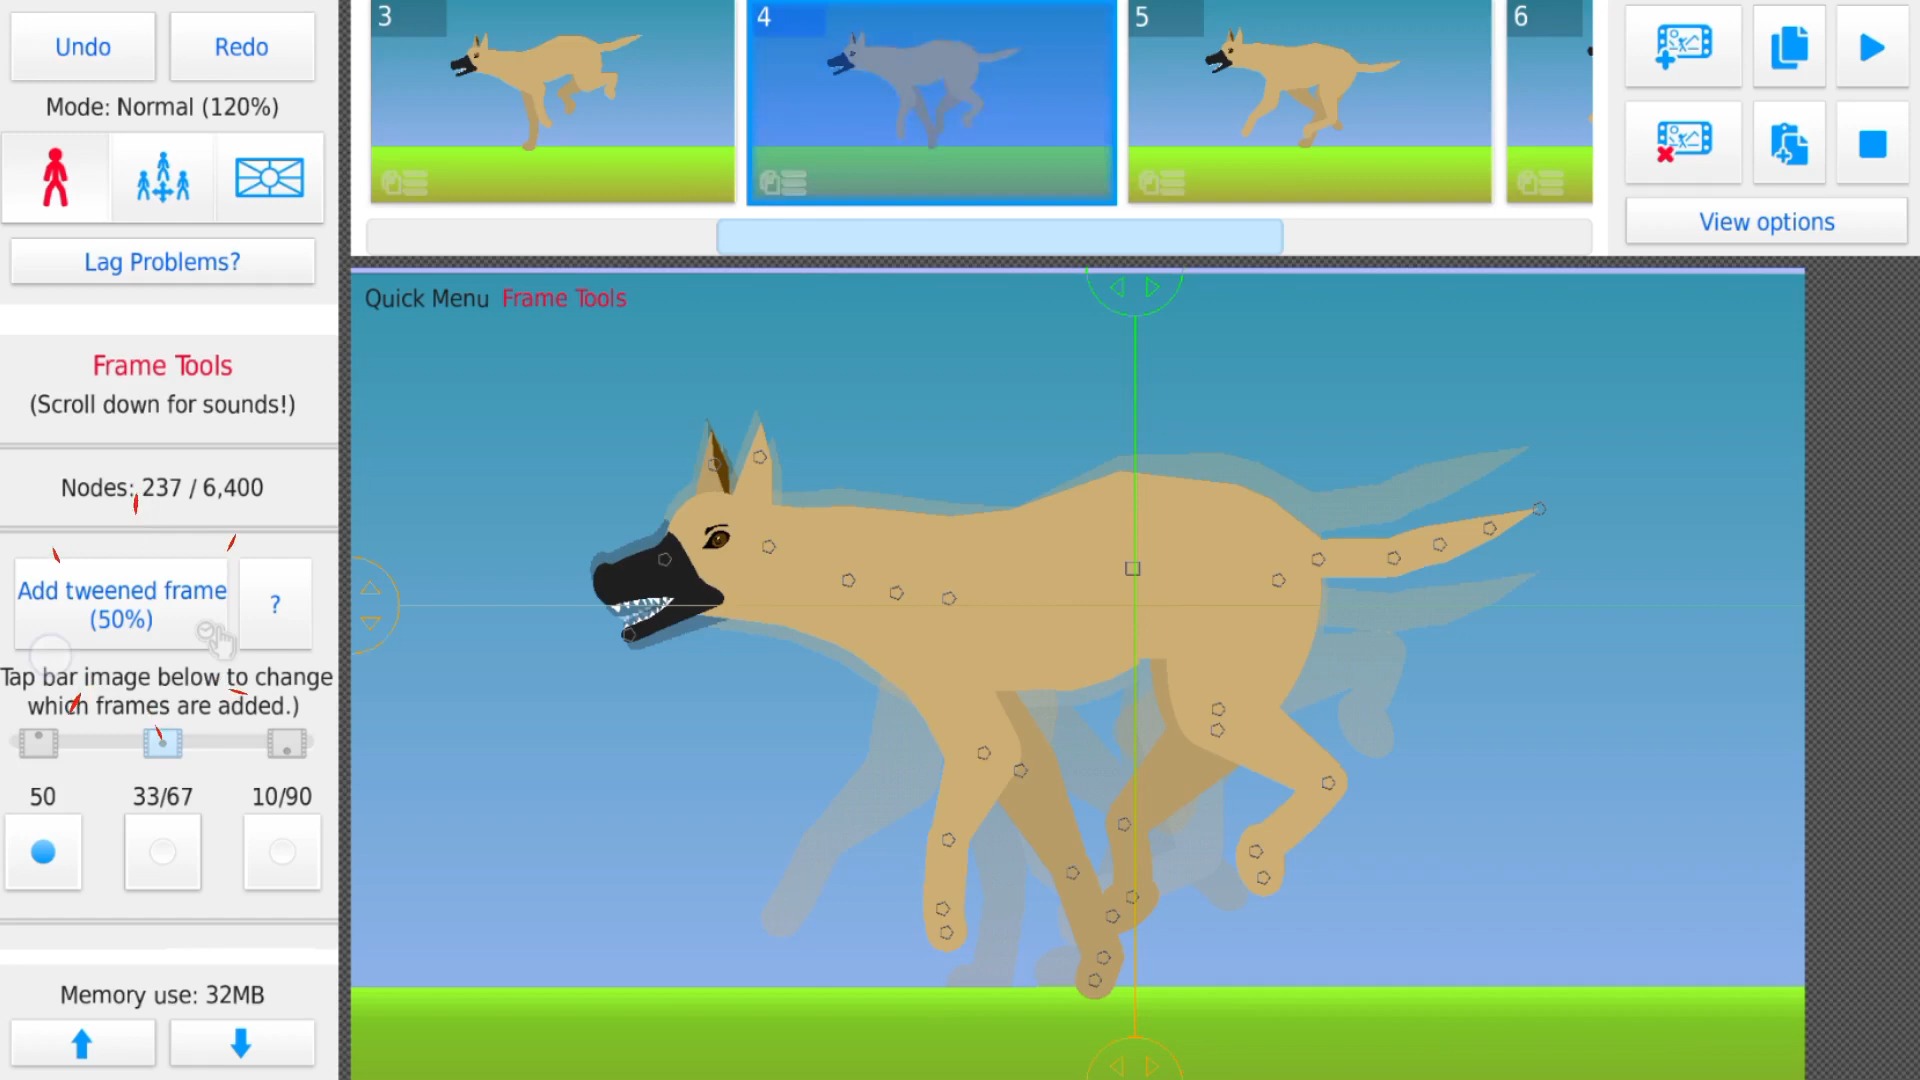 Undo
Redo
Mode: Normal (120%)
Lag Problems?
3
4
5
6
View options
Quick Menu Frame Tools
Frame Tools
(Scroll down for sounds!)
Nodes: 237 / 6,400
Add tweened frame
(50%)
?
Tap bar image below to change
which frames are added.)
50
33/67
10/90
Memory use: 32MB